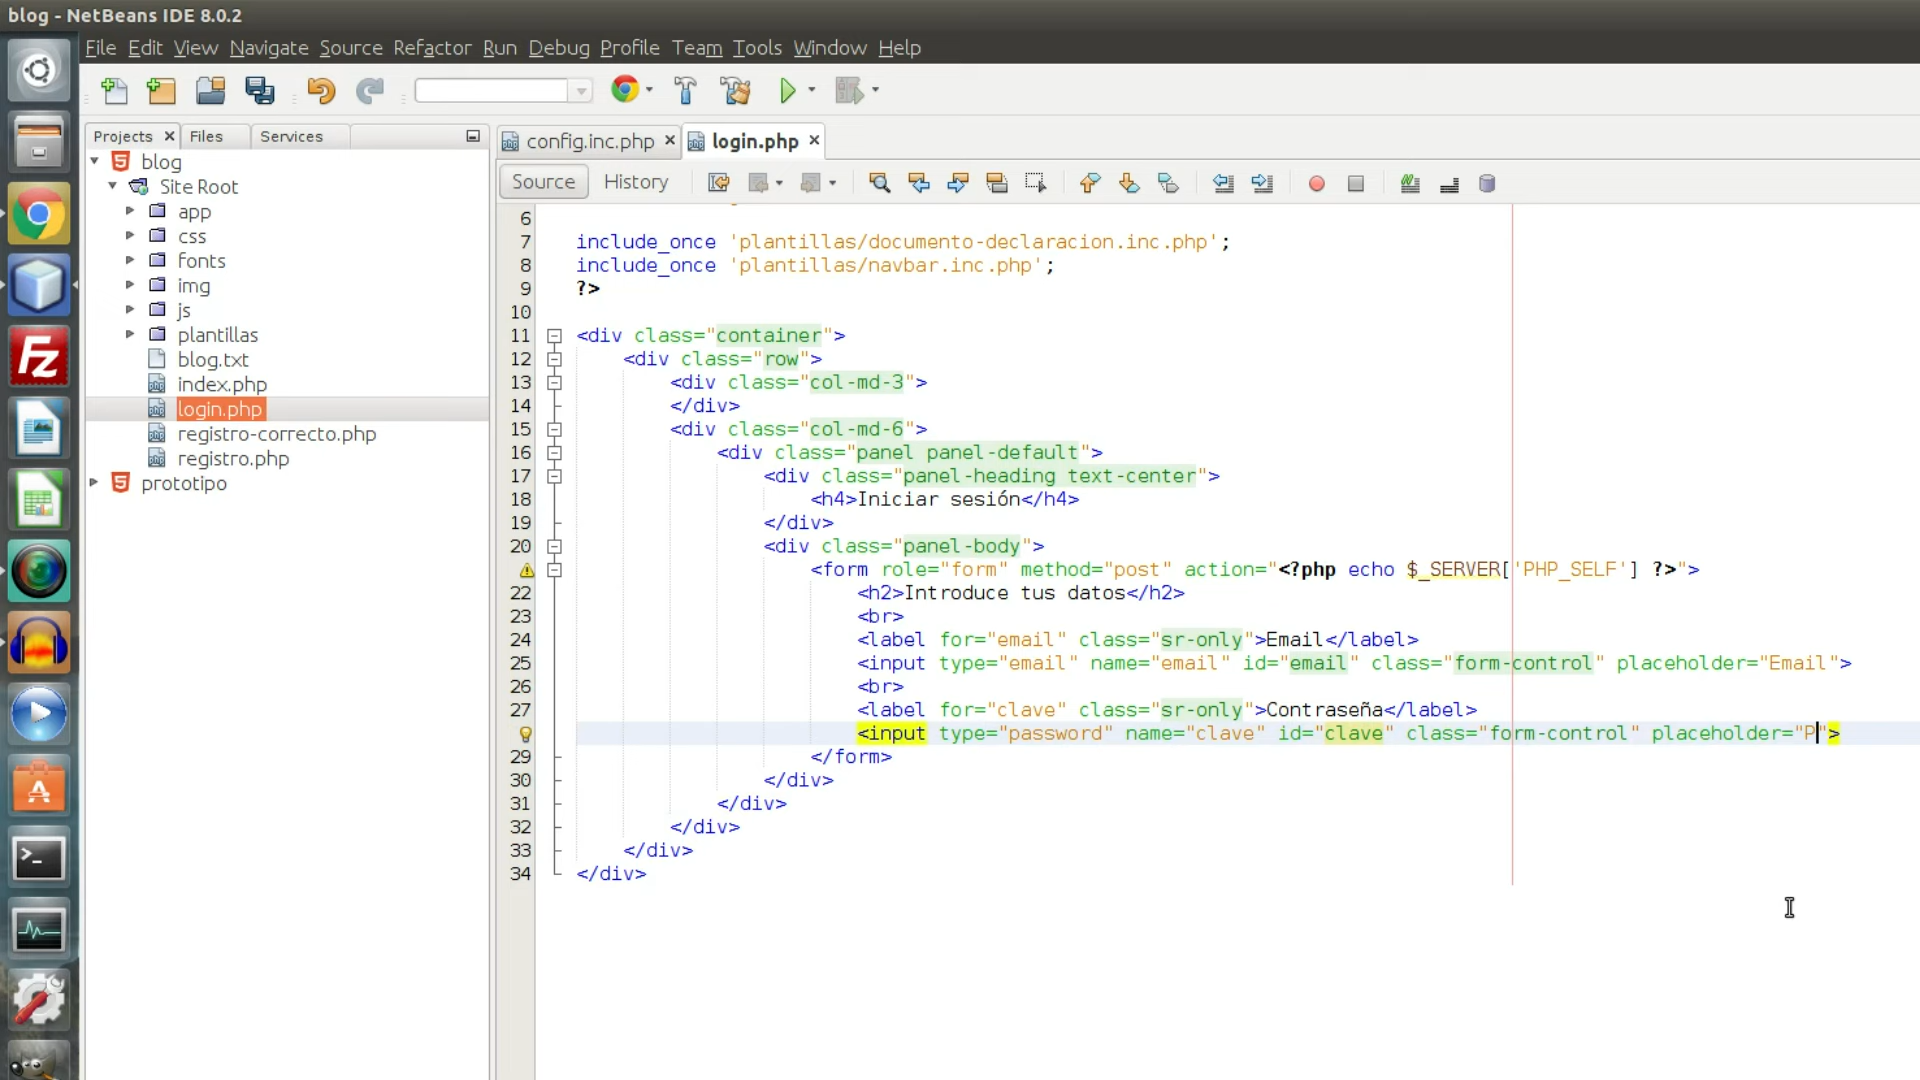 blog - NetBeans IDE 8.0.2
File Edit View Navigate Source Refactor Run Debug Profile Team Tools Window Help
Projects Files Services
config.inc.php login.php
Source History
blog
Site Root
app
css
fonts
img
js
plantillas
blog.txt
index.php
login.php
registro-correcto.php
registro.php
prototipo
6
7 include_once 'plantillas/documento-declaracion.inc.php';
8 include_once 'plantillas/navbar.inc.php';
9 ?>
10
11 <div class="container">
12 <div class="row">
13 <div class="col-md-3">
14 </div>
15 <div class="col-md-6">
16 <div class="panel panel-default">
17 <div class="panel-heading text-center">
18 <h4>Iniciar sesión</h4>
19 </div>
20 <div class="panel-body">
<form role="form" method="post" action="<?php echo $_SERVER['PHP_SELF'] ?>">
22 <h2>Introduce tus datos</h2>
23 <br>
24 <label for="email" class="sr-only">Email</label>
25 <input type="email" name="email" id="email" class="form-control" placeholder="Email">
26 <br>
27 <label for="clave" class="sr-only">Contraseña</label>
<input type="password" name="clave" id="clave" class="form-control" placeholder="P">
29 </form>
30 </div>
31 </div>
32 </div>
33 </div>
34 </div>